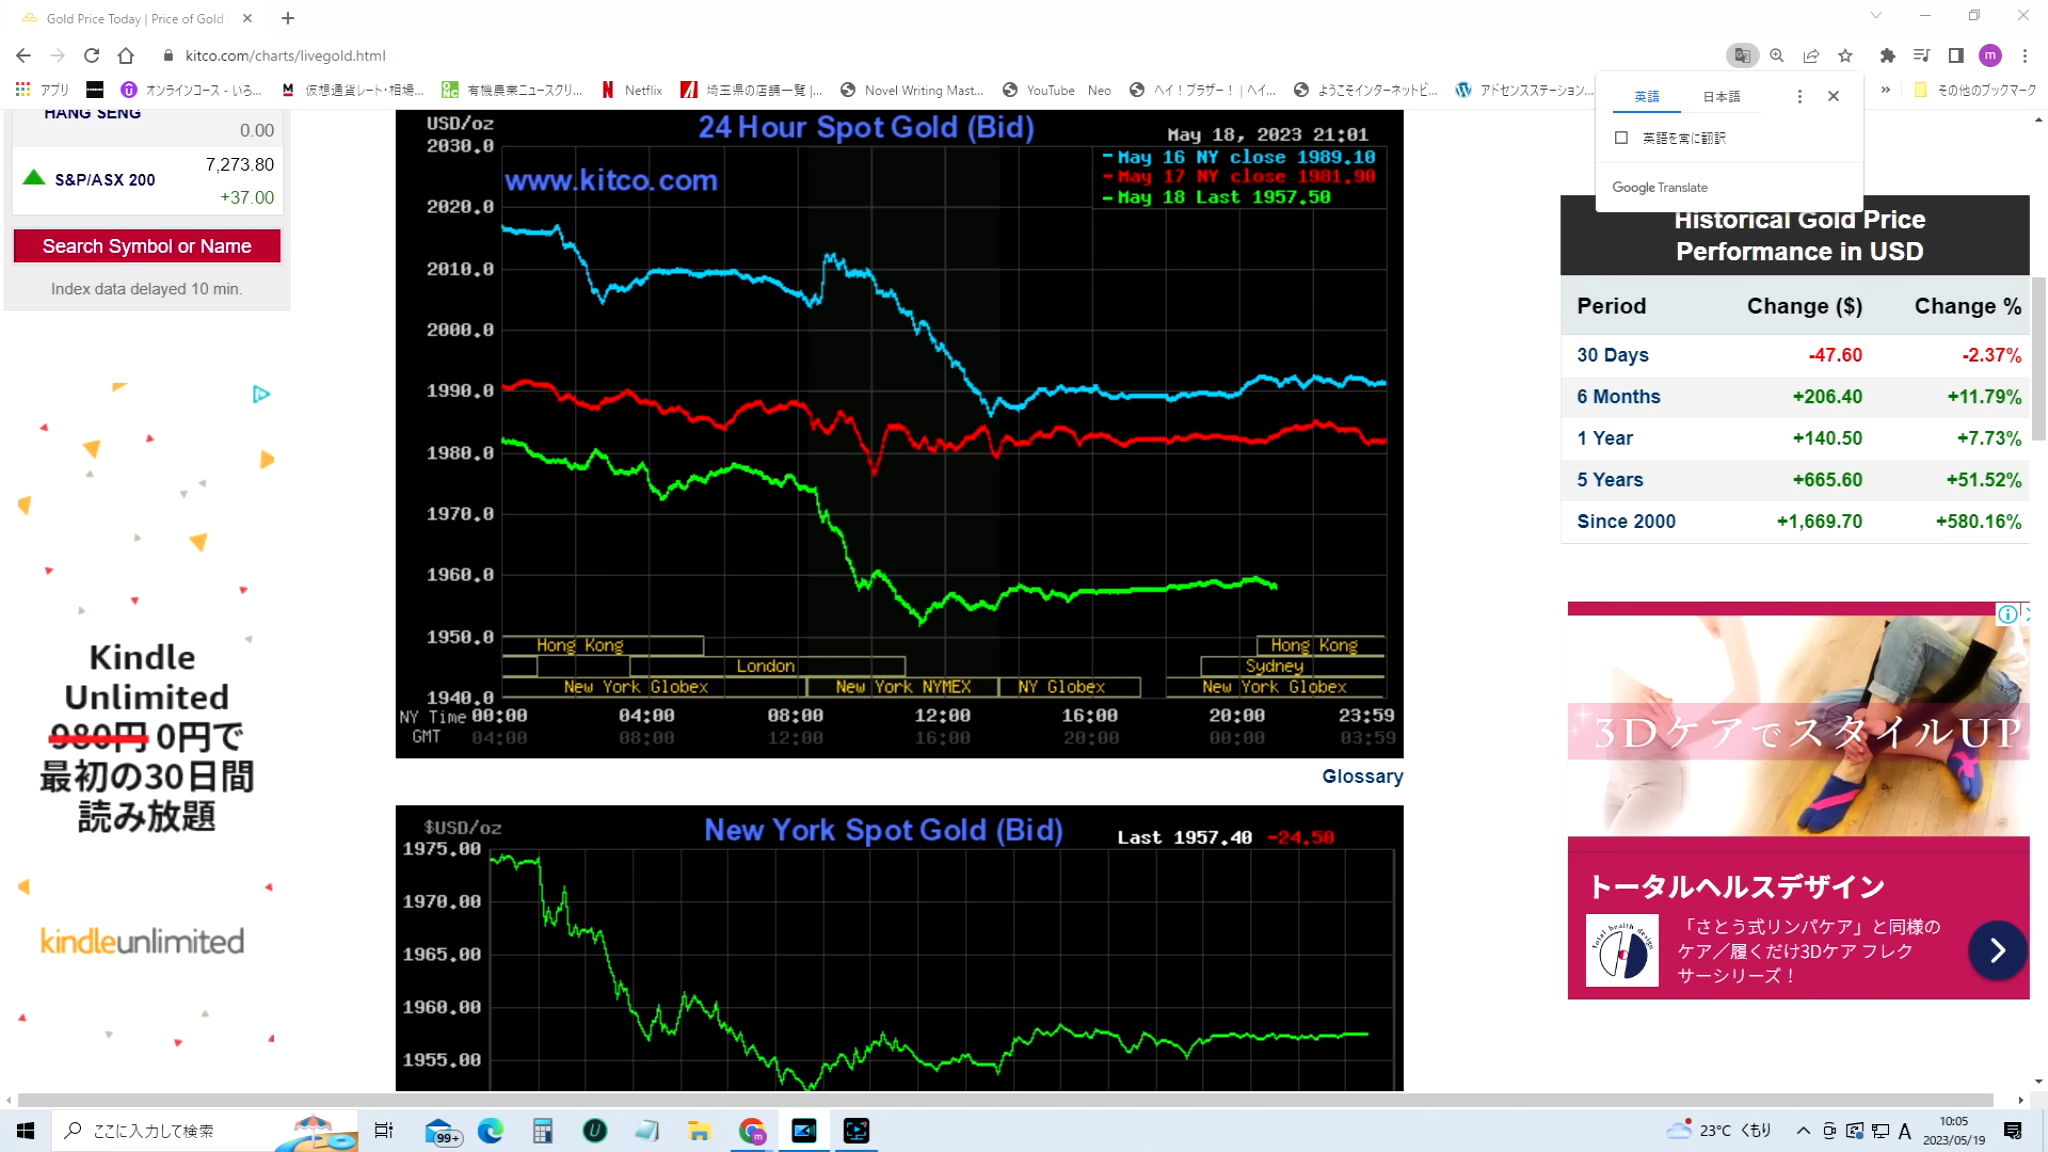 Gold Price Today | Price of Gold
kitco.com/charts/livegold.html
アプリ
オンラインコース - いろ...
仮想通貨レート・相場...
有機農業ニュースクリ...
Netflix
埼玉県の店舗一覧 |...
Novel Writing Mast...
YouTube
Neo
ヘイ！ブラザー！ | ヘイ...
ようこそインターネットビ...
アドセンスステーション...
»
その他のブックマーク
英語
日本語
英語を常に翻訳
Google Translate
HANG SENG
0.00
7,273.80
S&P/ASX 200
+37.00
Search Symbol or Name
Index data delayed 10 min.
Kindle
Unlimited
980円 0円で
最初の30日間
読み放題
kindleunlimited
USD/oz
24 Hour Spot Gold (Bid)
May 18, 2023 21:01
www.kitco.com
May 16 NY close 1989.10
May 17 NY close 1981.90
May 18 Last 1957.50
2030.0
2020.0
2010.0
2000.0
1990.0
1980.0
1970.0
1960.0
1950.0
1940.0
Hong Kong
Hong Kong
London
Sydney
New York Globex
New York NYMEX
NY Globex
New York Globex
NY Time 00:00 04:00 08:00 12:00 16:00 20:00 23:59
GMT 04:00 08:00 12:00 16:00 20:00 00:00 03:59
Glossary
$USD/oz
New York Spot Gold (Bid)
Last 1957.40 -24.50
1975.00
1970.00
1965.00
1960.00
1955.00
Historical Gold Price
Performance in USD
Period Change ($) Change %
30 Days -47.60 -2.37%
6 Months +206.40 +11.79%
1 Year +140.50 +7.73%
5 Years +665.60 +51.52%
Since 2000 +1,669.70 +580.16%
3DケアでスタイルUP
トータルヘルスデザイン
total health design
「さとう式リンパケア」と同様の
ケア／履くだけ3Dケア フレク
サーシリーズ！
ここに入力して検索
99+
23°C くもり
A
10:05
2023/05/19